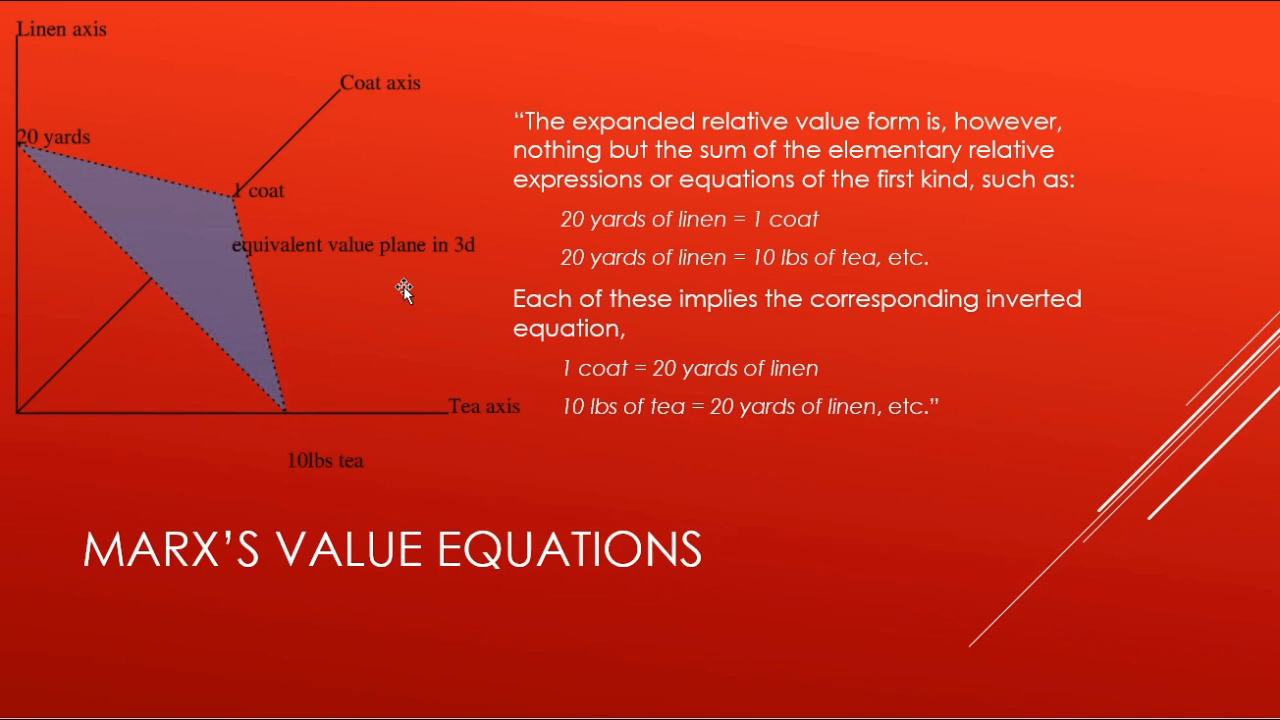 Linen axis
Coat axis
20 yards
1 coat
equivalent value plane in 3d
Tea axis
10lbs tea
“The expanded relative value form is, however,
nothing but the sum of the elementary relative
expressions or equations of the first kind, such as:
20 yards of linen = 1 coat
20 yards of linen = 10 lbs of tea, etc.
Each of these implies the corresponding inverted
equation,
1 coat = 20 yards of linen
10 lbs of tea = 20 yards of linen, etc.”
MARX’S VALUE EQUATIONS